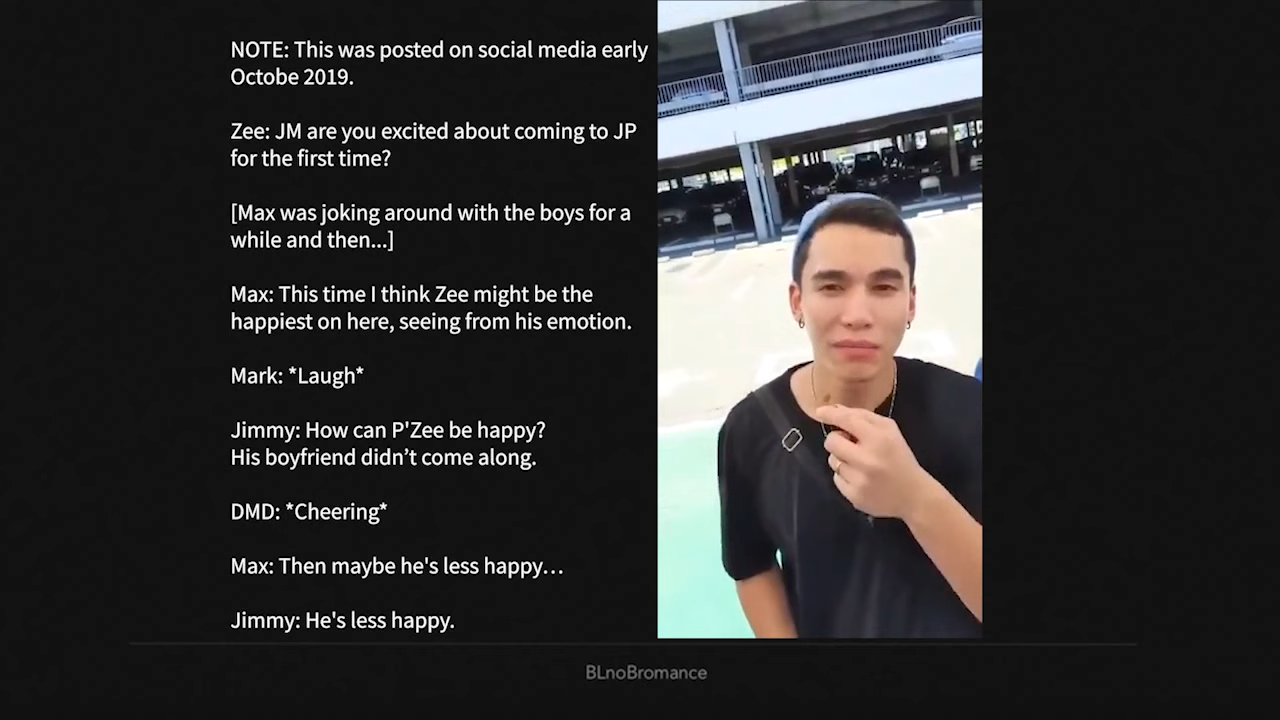 NOTE: This was posted on social media early
Octobe 2019.
Zee: JM are you excited about coming to JP
for the first time?
[Max was joking around with the boys for a
while and then...]
Max: This time I think Zee might be the
happiest on here, seeing from his emotion.
Mark: *Laugh*
Jimmy: How can P'Zee be happy?
His boyfriend didn’t come along.
DMD: *Cheering*
Max: Then maybe he's less happy…
Jimmy: He's less happy.
BLnoBromance